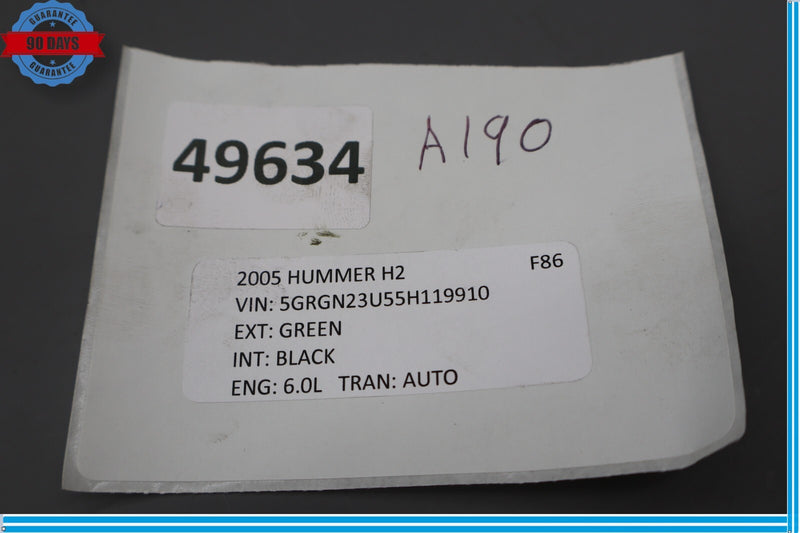 GUARANTEE
90 DAYS
GUARANTEE
49634
A190
2005 HUMMER H2 F86
VIN: 5GRGN23U55H119910
EXT: GREEN
INT: BLACK
ENG: 6.0L TRAN: AUTO